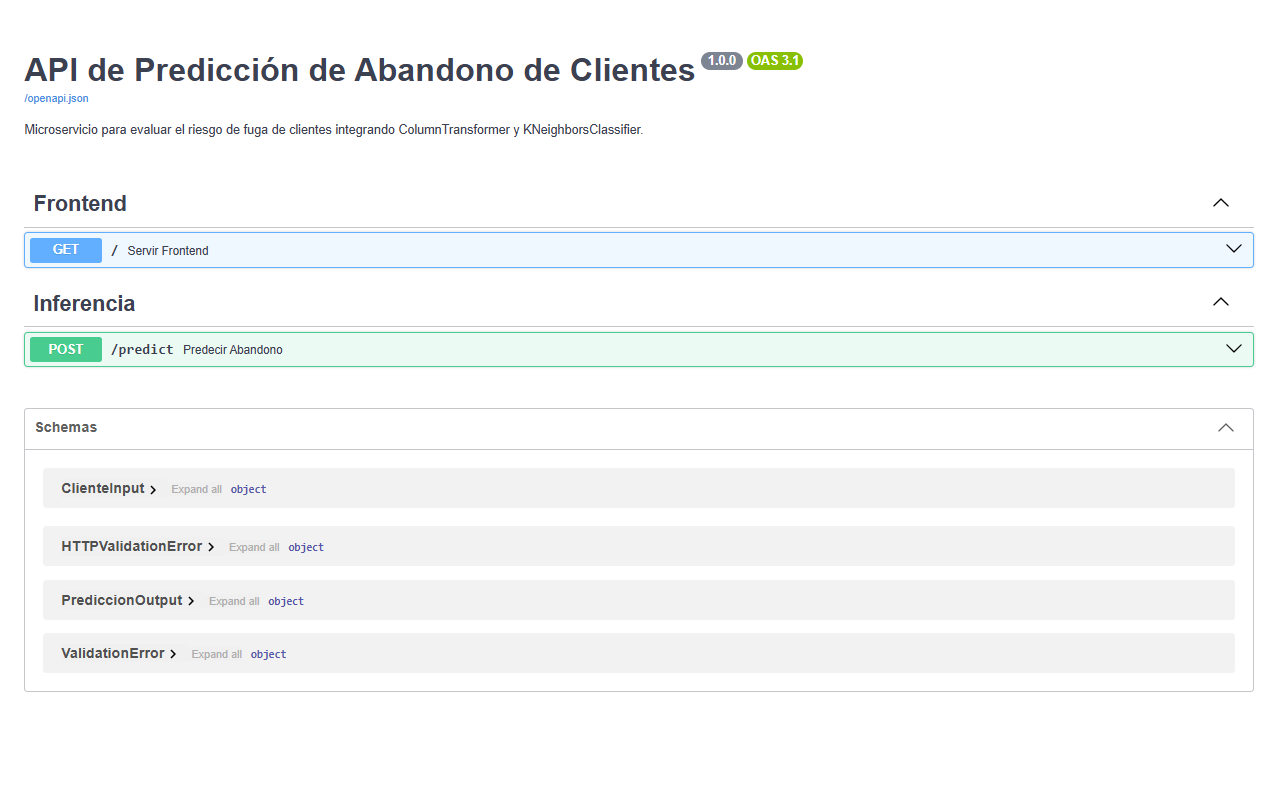 API de Predicción de Abandono de Clientes 1.0.0 OAS 3.1
/openapi.json
Microservicio para evaluar el riesgo de fuga de clientes integrando ColumnTransformer y KNeighborsClassifier.
Frontend
GET / Servir Frontend
Inferencia
POST /predict Predecir Abandono
Schemas
ClienteInput Expand all object
HTTPValidationError Expand all object
PrediccionOutput Expand all object
ValidationError Expand all object